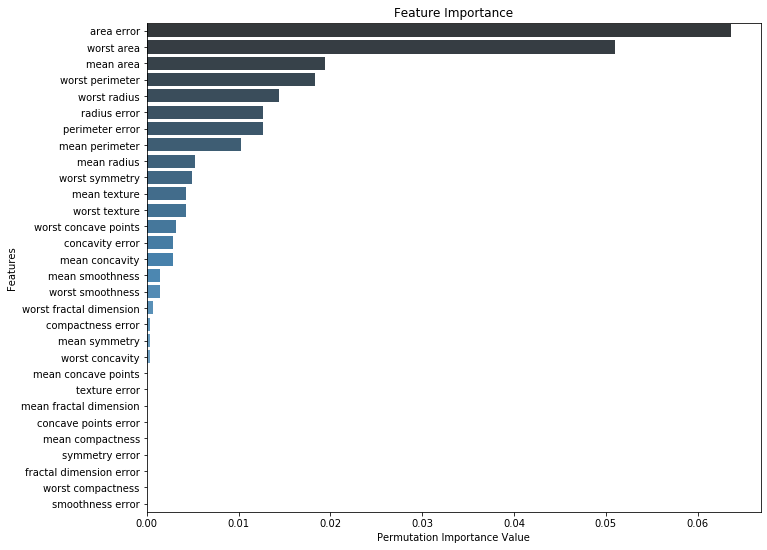 Feature Importance
Features
area error
worst area
mean area
worst perimeter
worst radius
radius error
perimeter error
mean perimeter
mean radius
worst symmetry
mean texture
worst texture
worst concave points
concavity error
mean concavity
mean smoothness
worst smoothness
worst fractal dimension
compactness error
mean symmetry
worst concavity
mean concave points
texture error
mean fractal dimension
concave points error
mean compactness
symmetry error
fractal dimension error
worst compactness
smoothness error
0.00 0.01 0.02 0.03 0.04 0.05 0.06
Permutation Importance Value